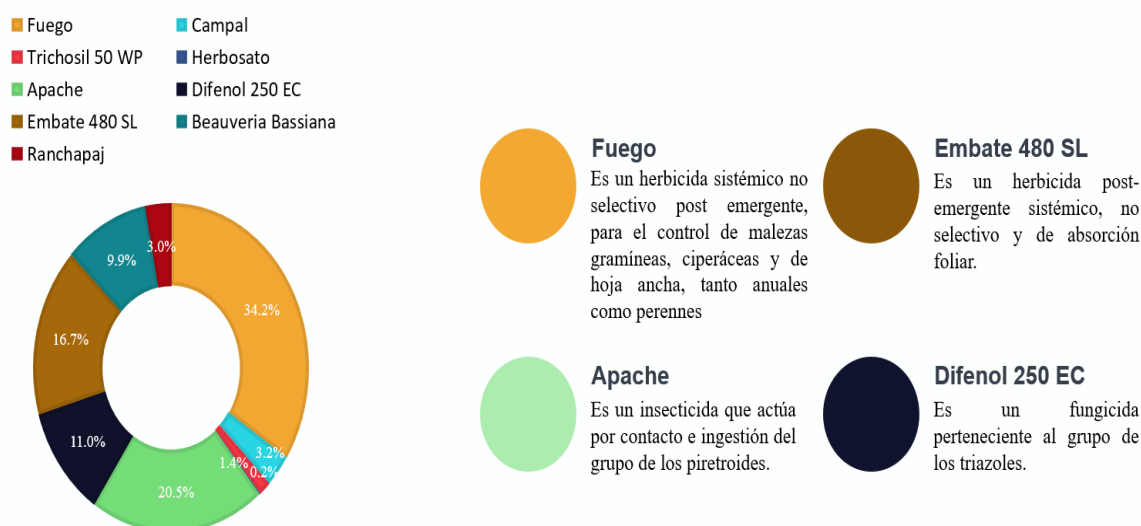 Fuego
Campal
Trichosil 50 WP
Herbosato
Apache
Difenol 250 EC
Embate 480 SL
Beauveria Bassiana
Ranchapaj
3.0%
9.9%
34.2%
16.7%
11.0%
3.2%
0.2%
1.4%
20.5%
Fuego
Es un herbicida sistémico no
selectivo post emergente,
para el control de malezas
gramíneas, ciperáceas y de
hoja ancha, tanto anuales
como perennes
Embate 480 SL
Es un herbicida post-
emergente sistémico, no
selectivo y de absorción
foliar.
Apache
Es un insecticida que actúa
por contacto e ingestión del
grupo de los piretroides.
Difenol 250 EC
Es un fungicida
perteneciente al grupo de
los triazoles.